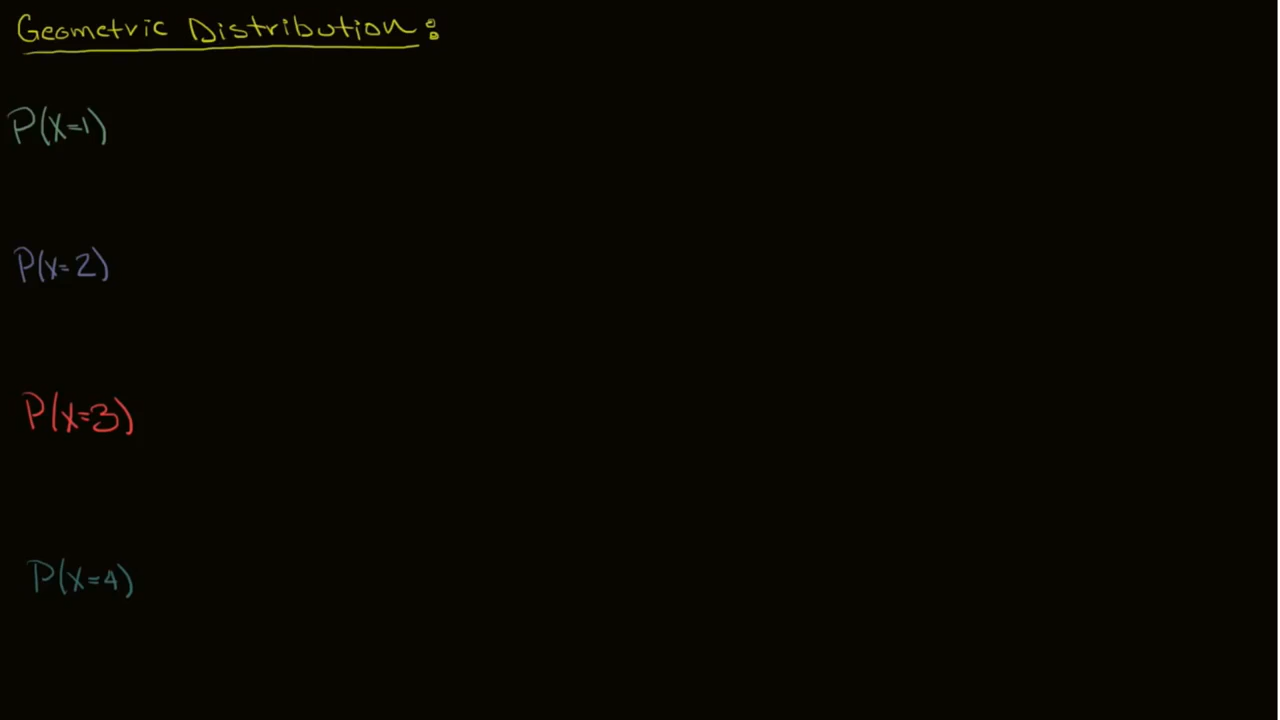 Geometric Distribution:
P(X=1)
P(x=2)
P(x=3)
P(x=4)